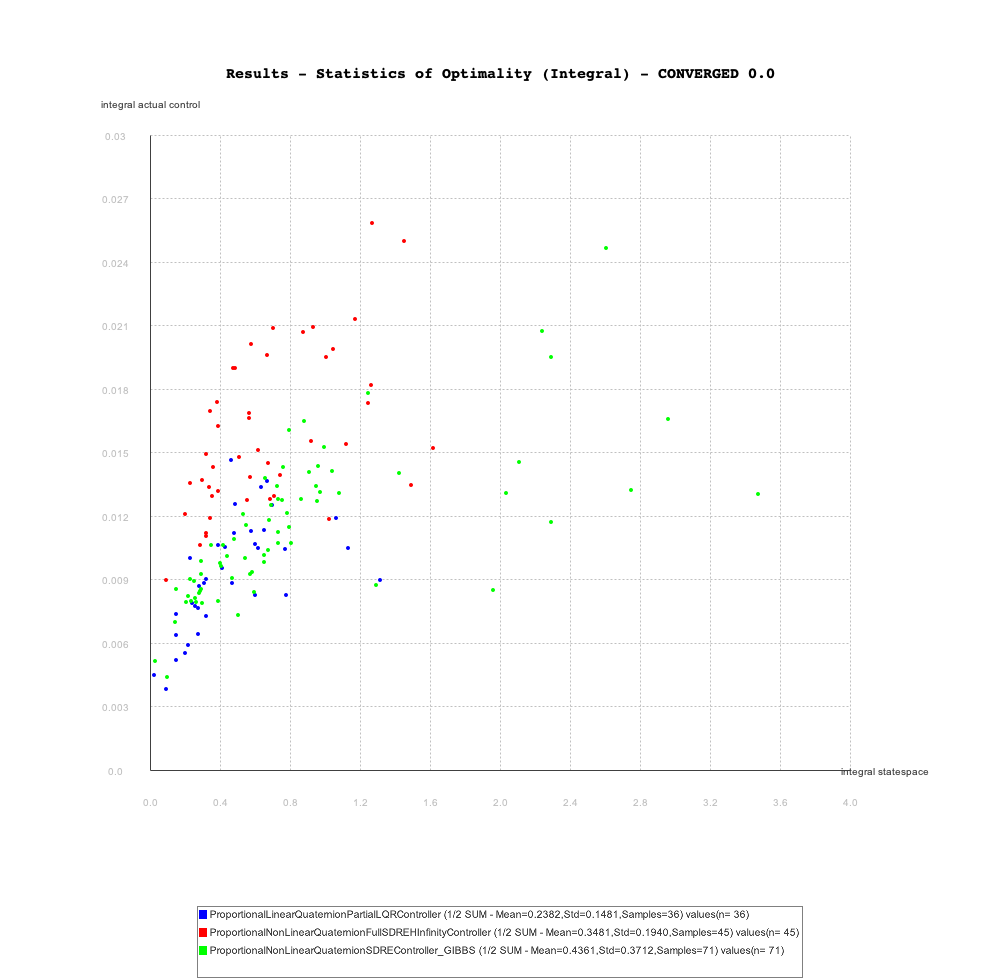 Results - Statistics of Optimality (Integral) - CONVERGED 0.0
integral actual control
0.03
0.027
0.024
0.021
0.018
0.015
0.012
0.009
0.006
0.003
0.0
integral statespace
0.0 0.4 0.8 1.2 1.6 2.0 2.4 2.8 3.2 3.6 4.0
ProportionalLinearQuaternionPartialLQRController (1/2 SUM - Mean=0.2382,Std=0.1481,Samples=36) values(n= 36)
ProportionalNonLinearQuaternionFullSDREHInfinityController (1/2 SUM - Mean=0.3481,Std=0.1940,Samples=45) values(n= 45)
ProportionalNonLinearQuaternionSDREController_GIBBS (1/2 SUM - Mean=0.4361,Std=0.3712,Samples=71) values(n= 71)